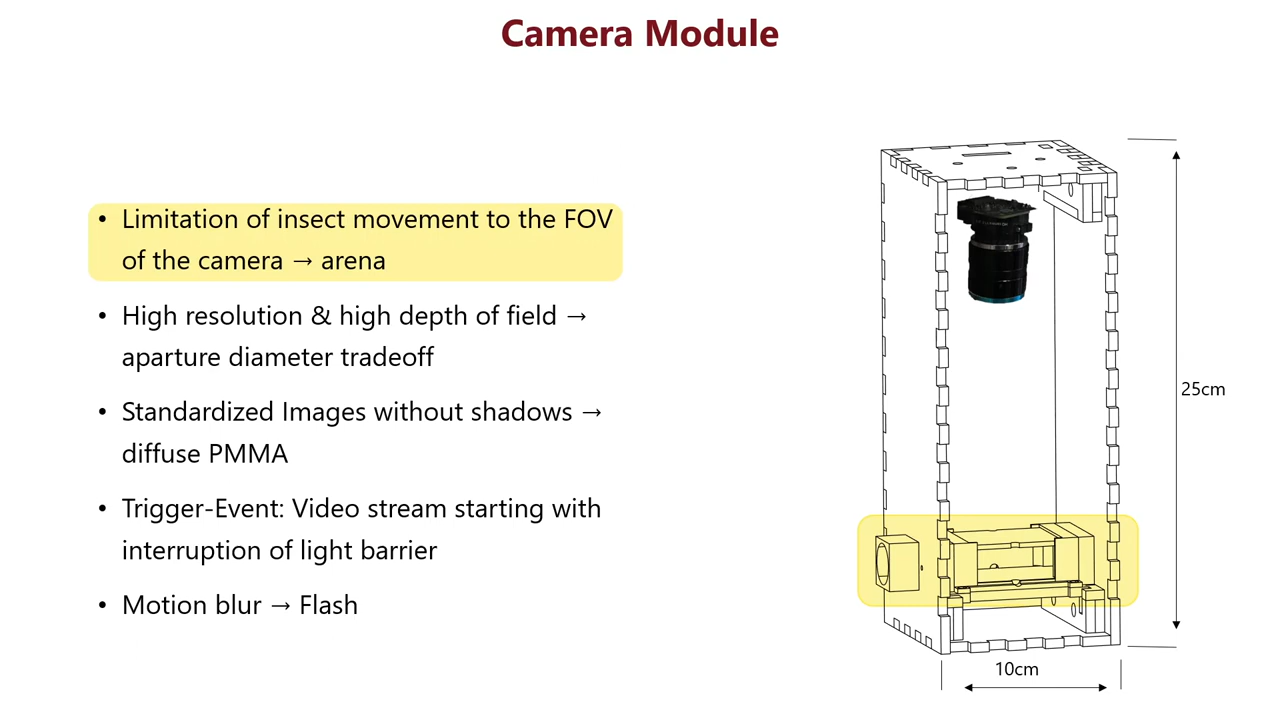 Camera Module
• Limitation of insect movement to the FOV
of the camera → arena
• High resolution & high depth of field →
aparture diameter tradeoff
• Standardized Images without shadows →
diffuse PMMA
• Trigger-Event: Video stream starting with
interruption of light barrier
• Motion blur → Flash
25cm
10cm